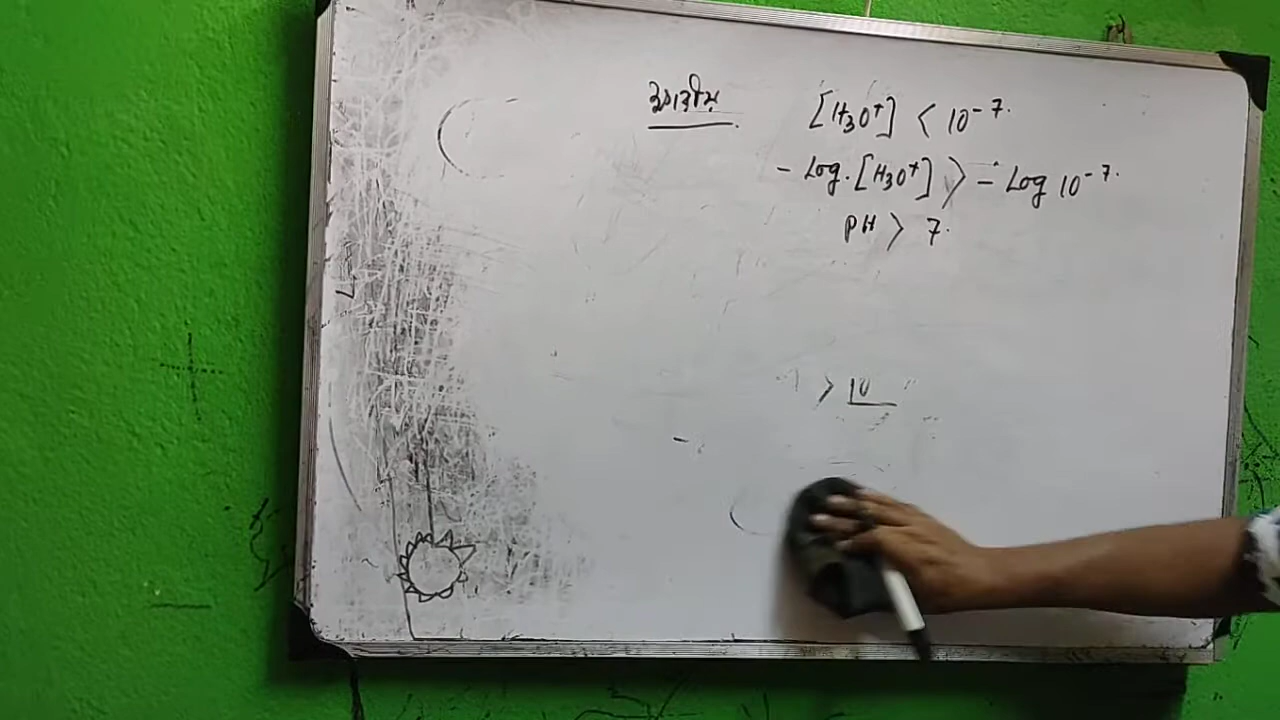 [H₃O⁺] < 10⁻⁷.
- Log. [H₃O⁺] > - Log 10⁻⁷.
PH > 7.
> 10